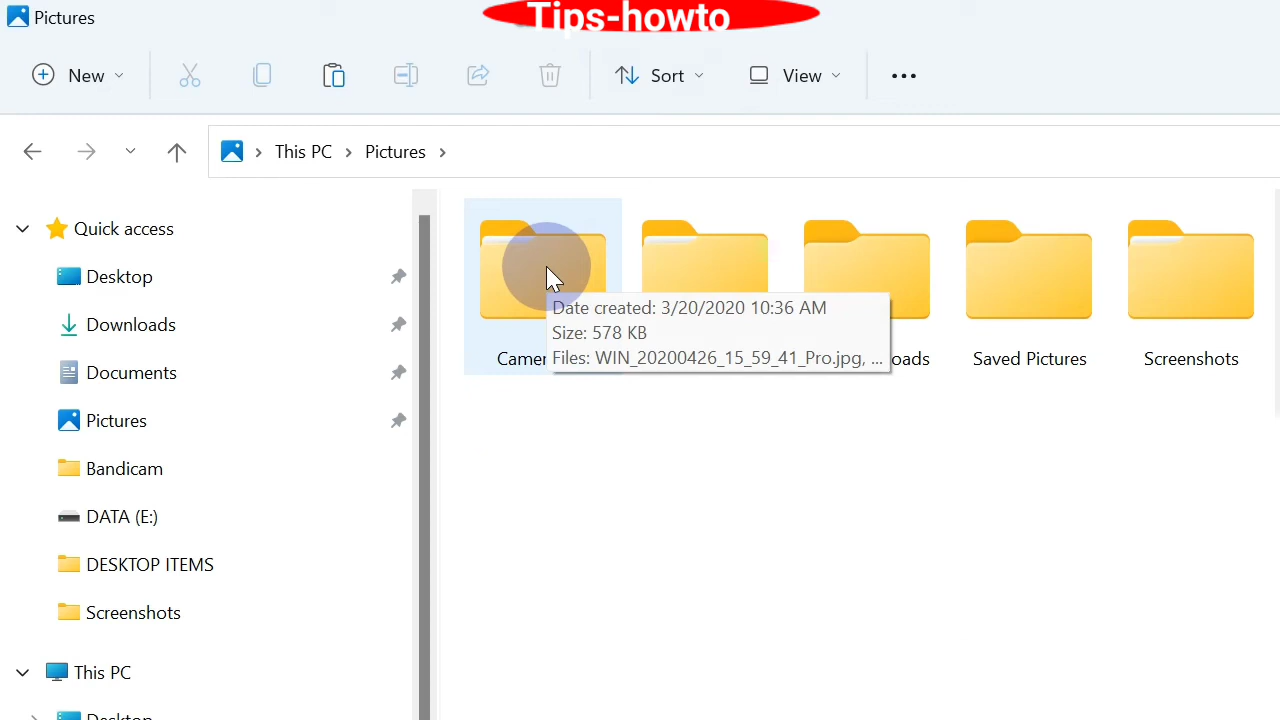 Pictures
Tips-howto
New
Sort
View
This PC
Pictures
Quick access
Desktop
Downloads
Documents
Pictures
Bandicam
DATA (E:)
DESKTOP ITEMS
Screenshots
This PC
Desktop
Date created: 3/20/2020 10:36 AM
Size: 578 KB
Files: WIN_20200426_15_59_41_Pro.jpg, ...
Saved Pictures
Screenshots